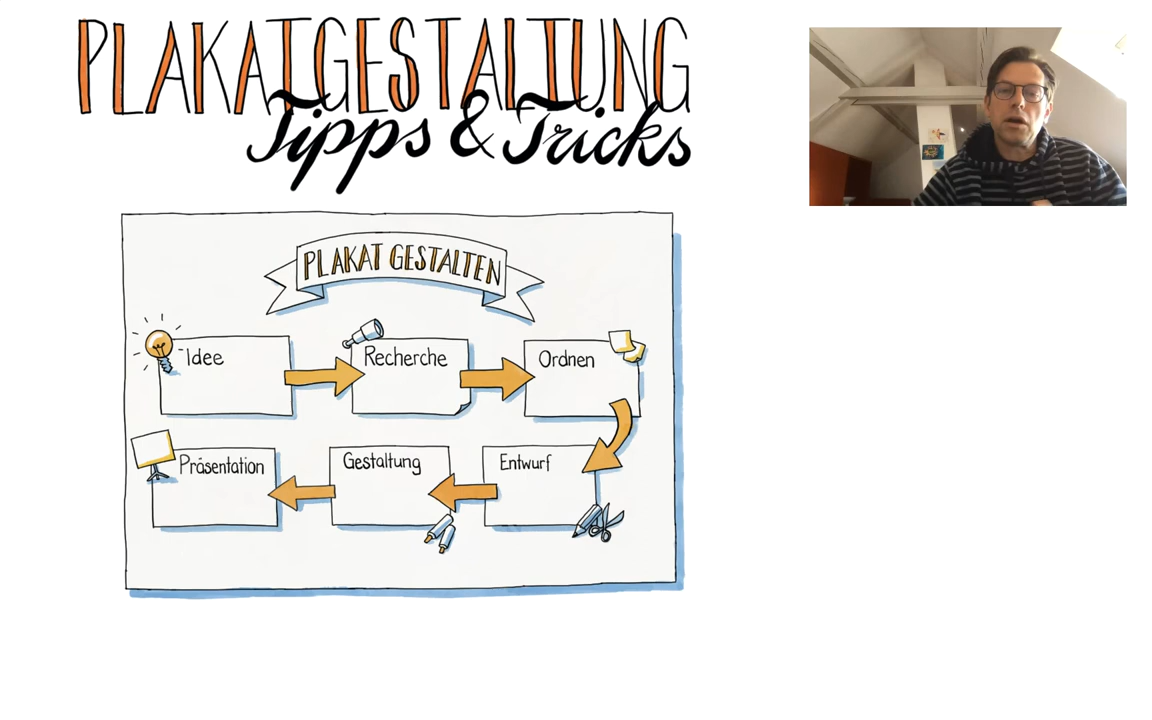 PLAKATGESTALTUNG
Tipps & Tricks
PLAKAT GESTALTEN
Idee
Recherche
Ordnen
Präsentation
Gestaltung
Entwurf